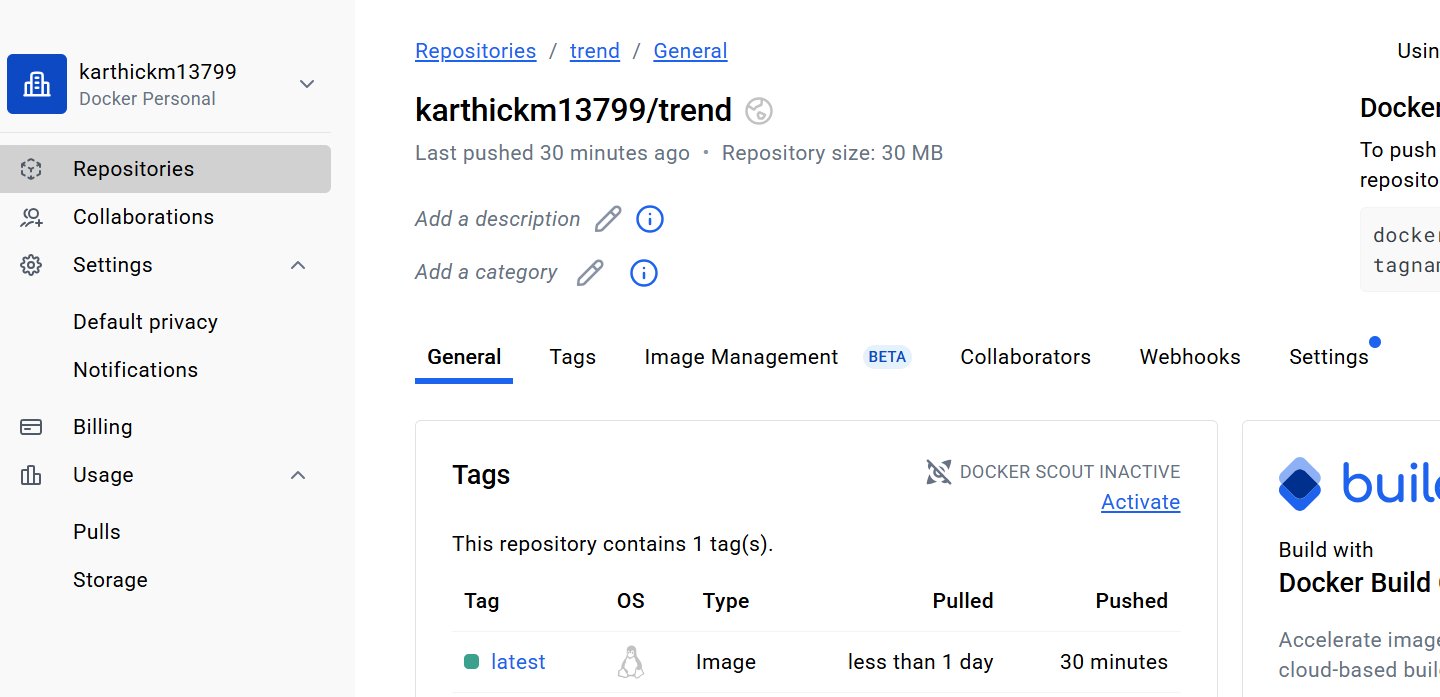 karthickm13799
Docker Personal
Repositories
Collaborations
Settings
Default privacy
Notifications
Billing
Usage
Pulls
Storage
Repositories / trend / General
karthickm13799/trend
Last pushed 30 minutes ago • Repository size: 30 MB
Add a description
Add a category
General Tags Image Management BETA Collaborators Webhooks Settings
Tags
DOCKER SCOUT INACTIVE
Activate
This repository contains 1 tag(s).
Tag OS Type Pulled Pushed
latest Image less than 1 day 30 minutes
Usin
Docker
To push
reposito
docker
tagnam
build
Build with
Docker Build
Accelerate image
cloud-based buil